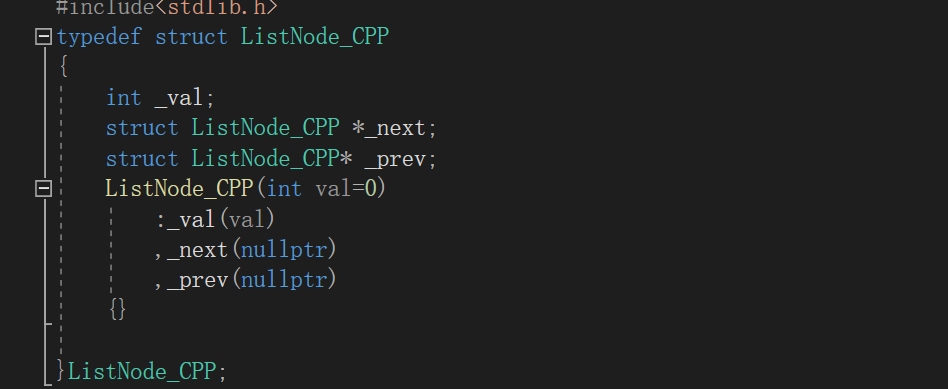 #include<stdlib.h>
typedef struct ListNode_CPP
{
int _val;
struct ListNode_CPP *_next;
struct ListNode_CPP* _prev;
ListNode_CPP(int val=0)
:_val(val)
,_next(nullptr)
,_prev(nullptr)
{}
}ListNode_CPP;